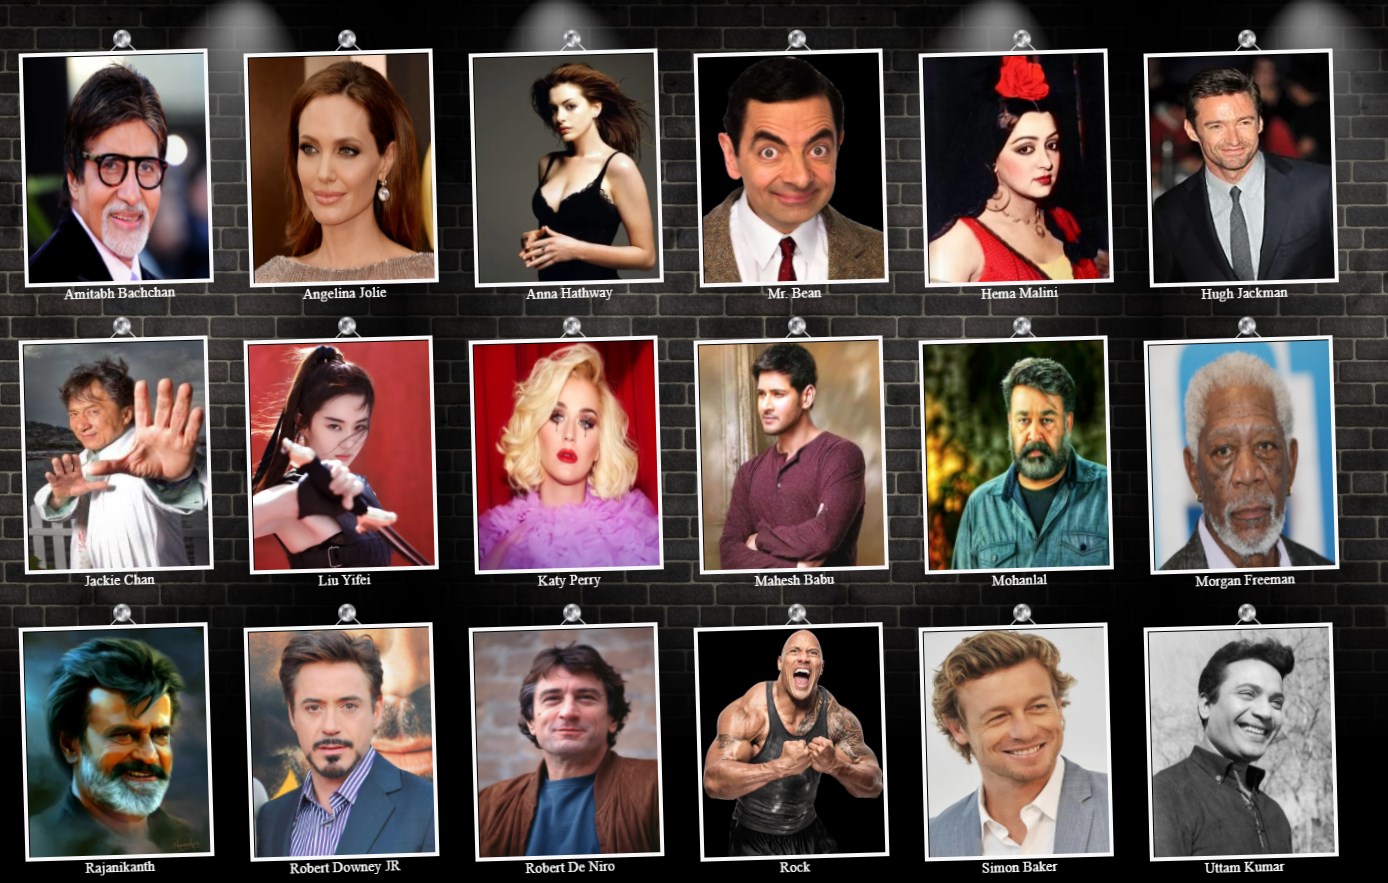 Amitabh Bachchan
Angelina Jolie
Anna Hathway
Mr. Bean
Hema Malini
Hugh Jackman
Jackie Chan
Liu Yifei
Katy Perry
Mahesh Babu
Mohanlal
Morgan Freeman
Rajanikanth
Robert Downey JR
Robert De Niro
Rock
Simon Baker
Uttam Kumar